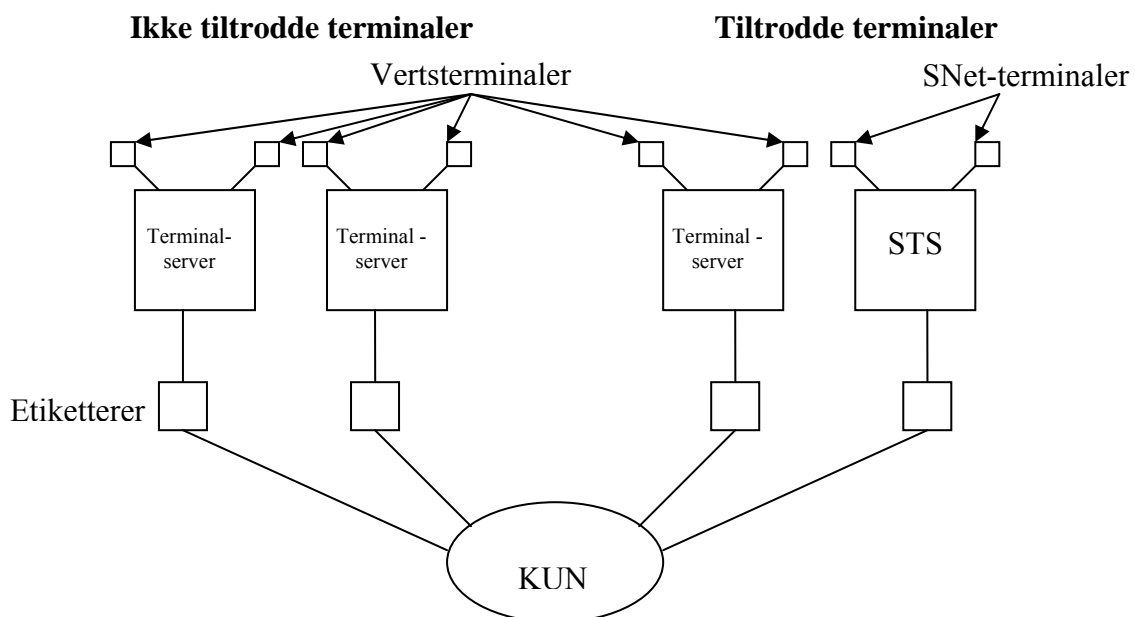 Ikke tiltrodde terminaler
Tiltrodde terminaler
Vertsterminaler
SNet-terminaler
Terminal-
server
Terminal -
server
Terminal -
server
STS
Etiketterer
KUN